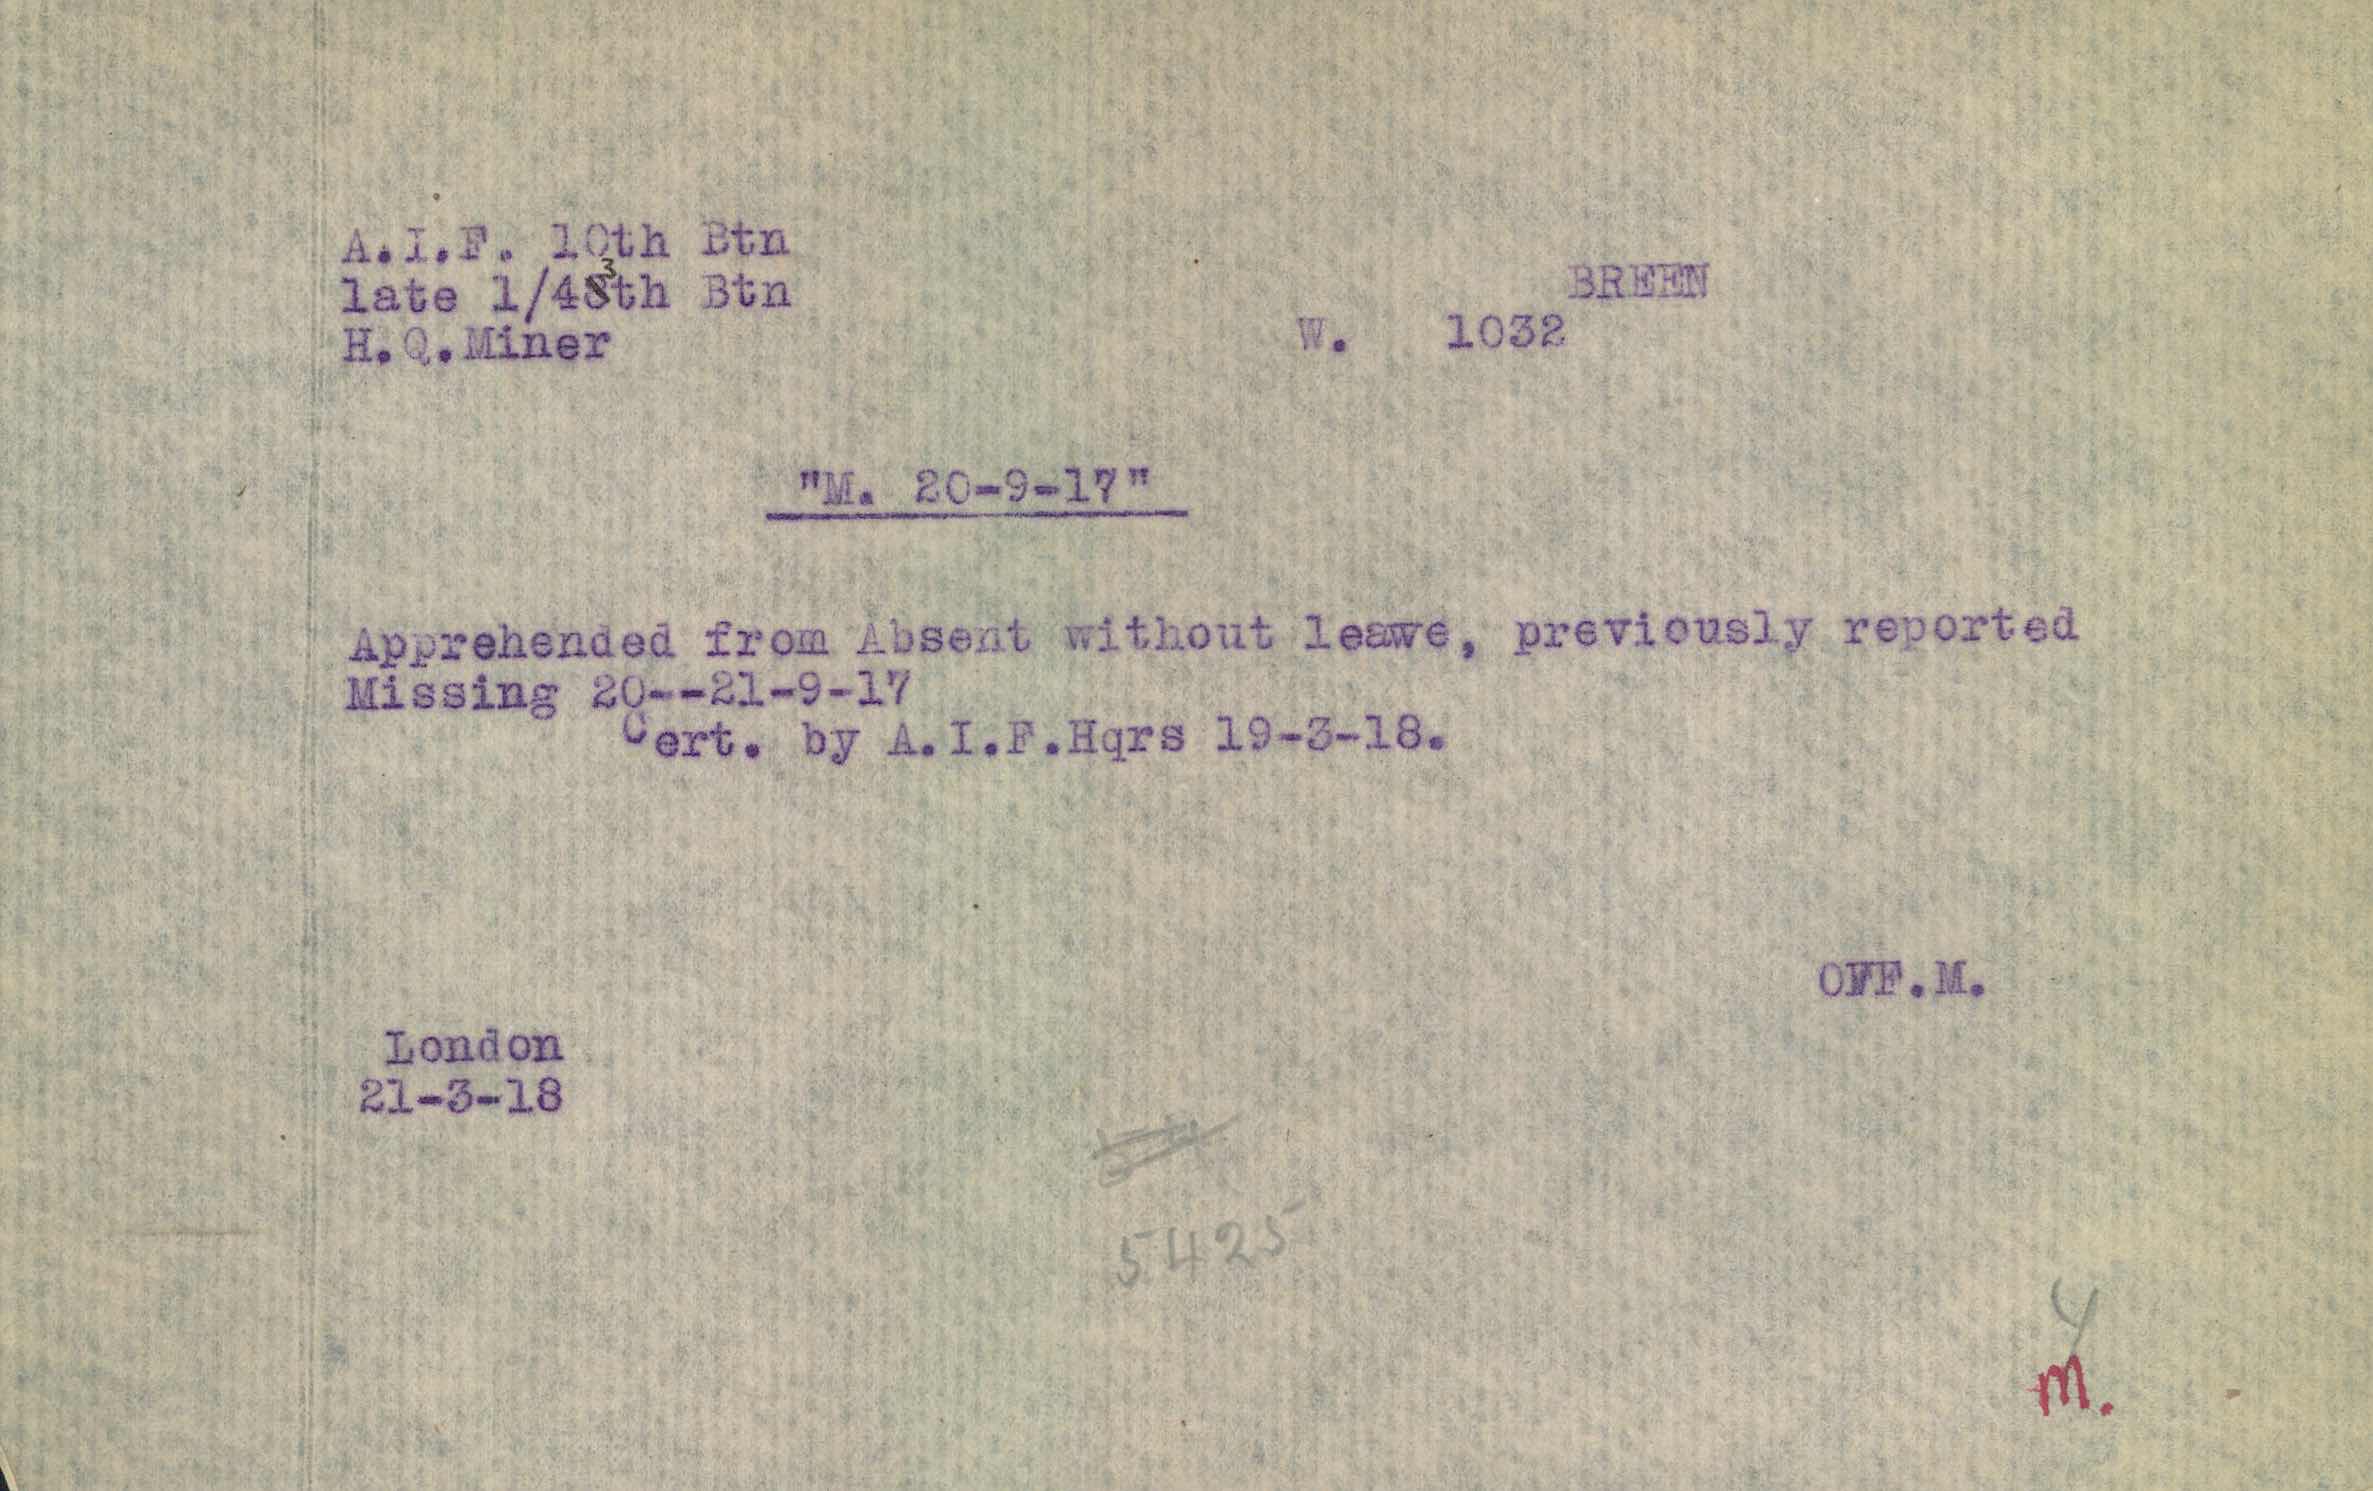 A.I.F. 10th Btn
late 1/43th Btn
H.Q.Miner
BREEN
W. 1032
"M. 20-9-17"
Apprehended from Absent without leawe, previously reported
Missing 20--21-9-17
Cert. by A.I.F.Hqrs 19-3-18.
OFF.M.
London
21-3-18
5425
m.